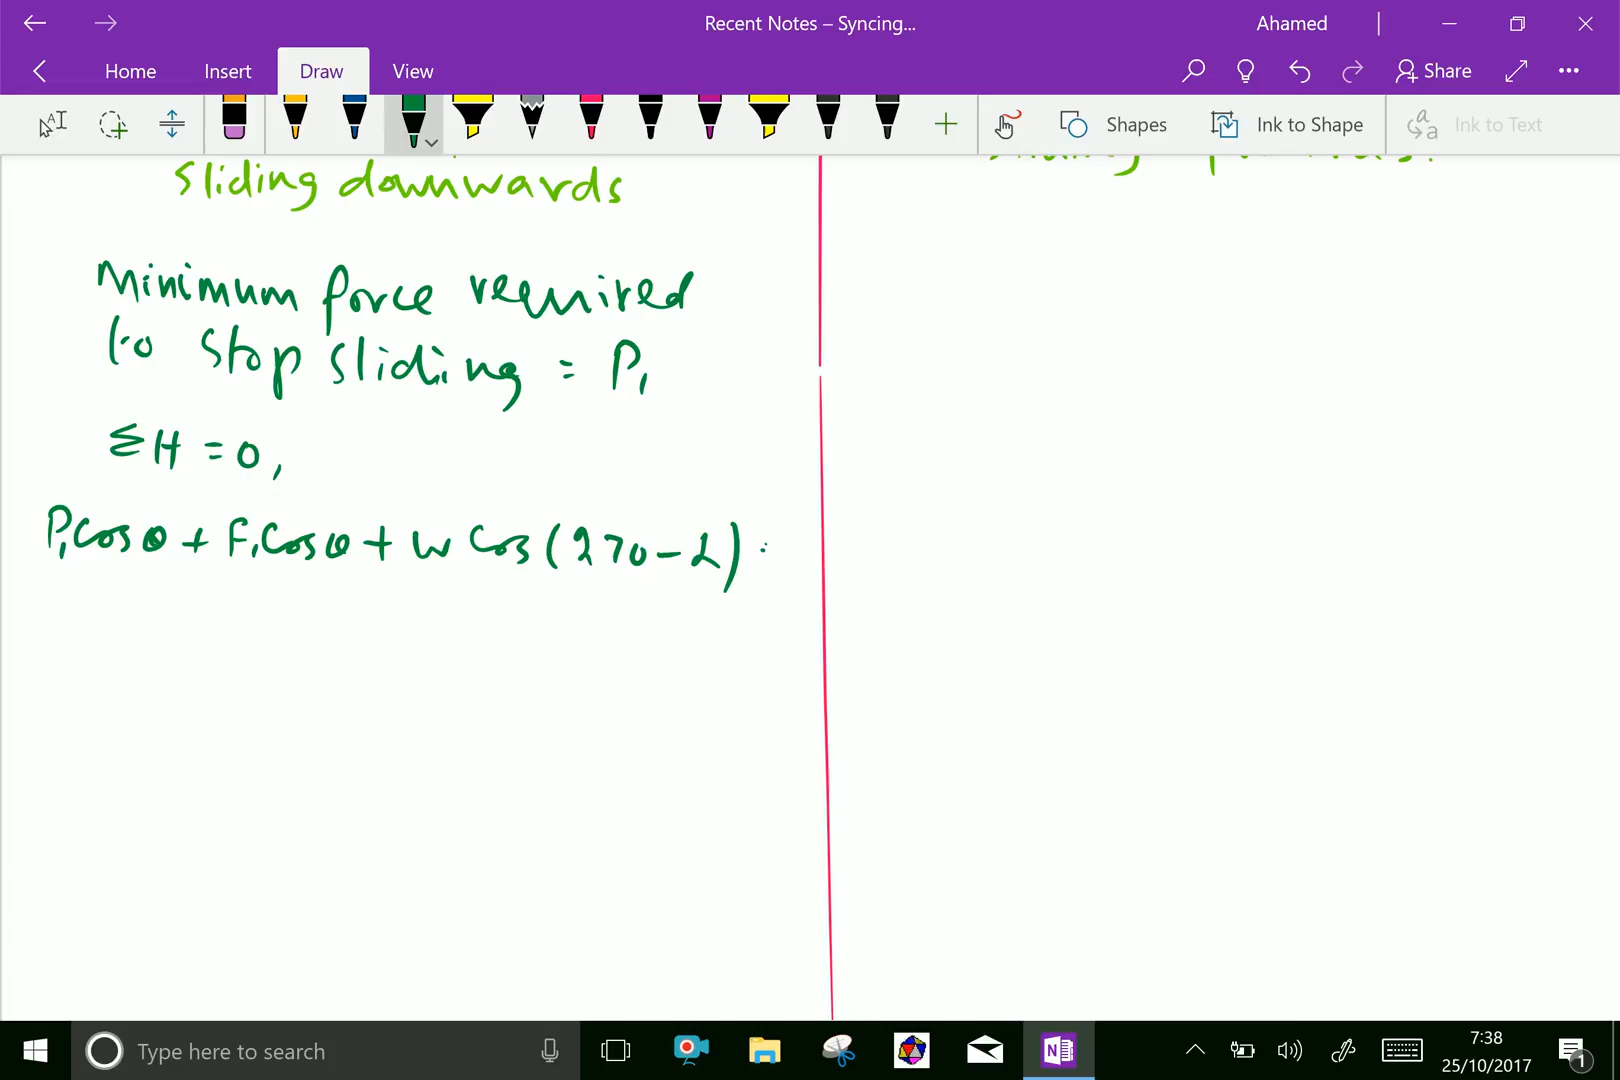 Recent Notes – Syncing...
Ahamed
Home
Insert
Draw
View
Share
Shapes
Ink to Shape
Ink to Text
sliding downwards
Minimum force required
to stop sliding = P₁
ΣH = 0,
P₁Cosθ + F₁Cosθ + W Cos(270 – α) =
Type here to search
7:38
25/10/2017
1